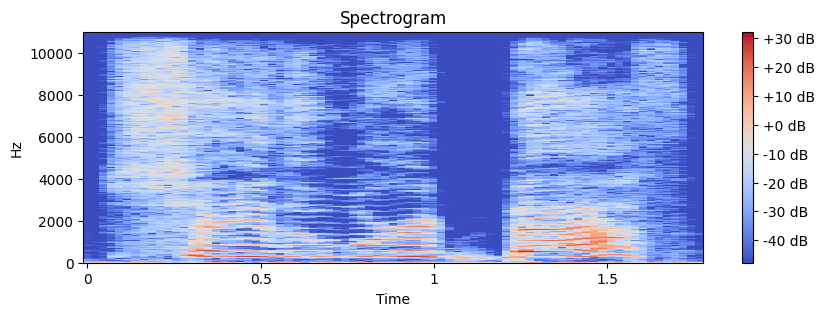 Spectrogram
10000
8000
6000
4000
2000
0
Hz
0
0.5
1
1.5
Time
+30 dB
+20 dB
+10 dB
+0 dB
-10 dB
-20 dB
-30 dB
-40 dB